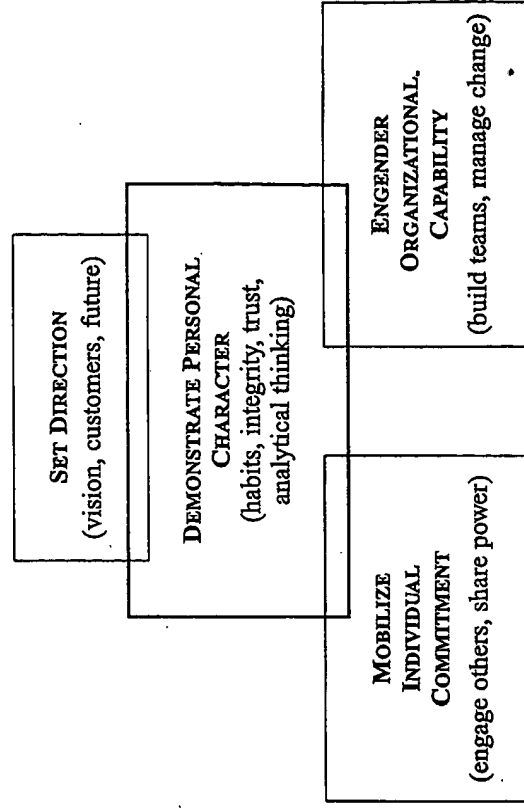 SET DIRECTION
(vision, customers, future)
DEMONSTRATE PERSONAL
CHARACTER
(habits, integrity, trust,
analytical thinking)
MOBILIZE
INDIVIDUAL
COMMITMENT
(engage others, share power)
ENGENDER
ORGANIZATIONAL.
CAPABILITY
(build teams, manage change)